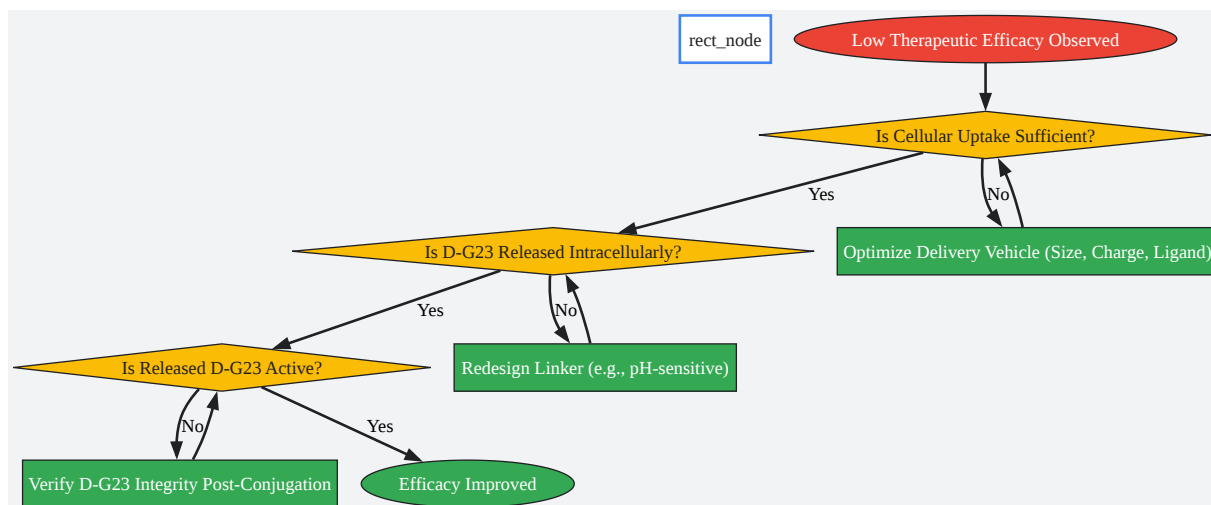 rect_node
Low Therapeutic Efficacy Observed
Is Cellular Uptake Sufficient?
Yes
No
Is D-G23 Released Intracellularly?
Optimize Delivery Vehicle (Size, Charge, Ligand)
Yes
No
Is Released D-G23 Active?
Redesign Linker (e.g., pH-sensitive)
No
Yes
Verify D-G23 Integrity Post-Conjugation
Efficacy Improved